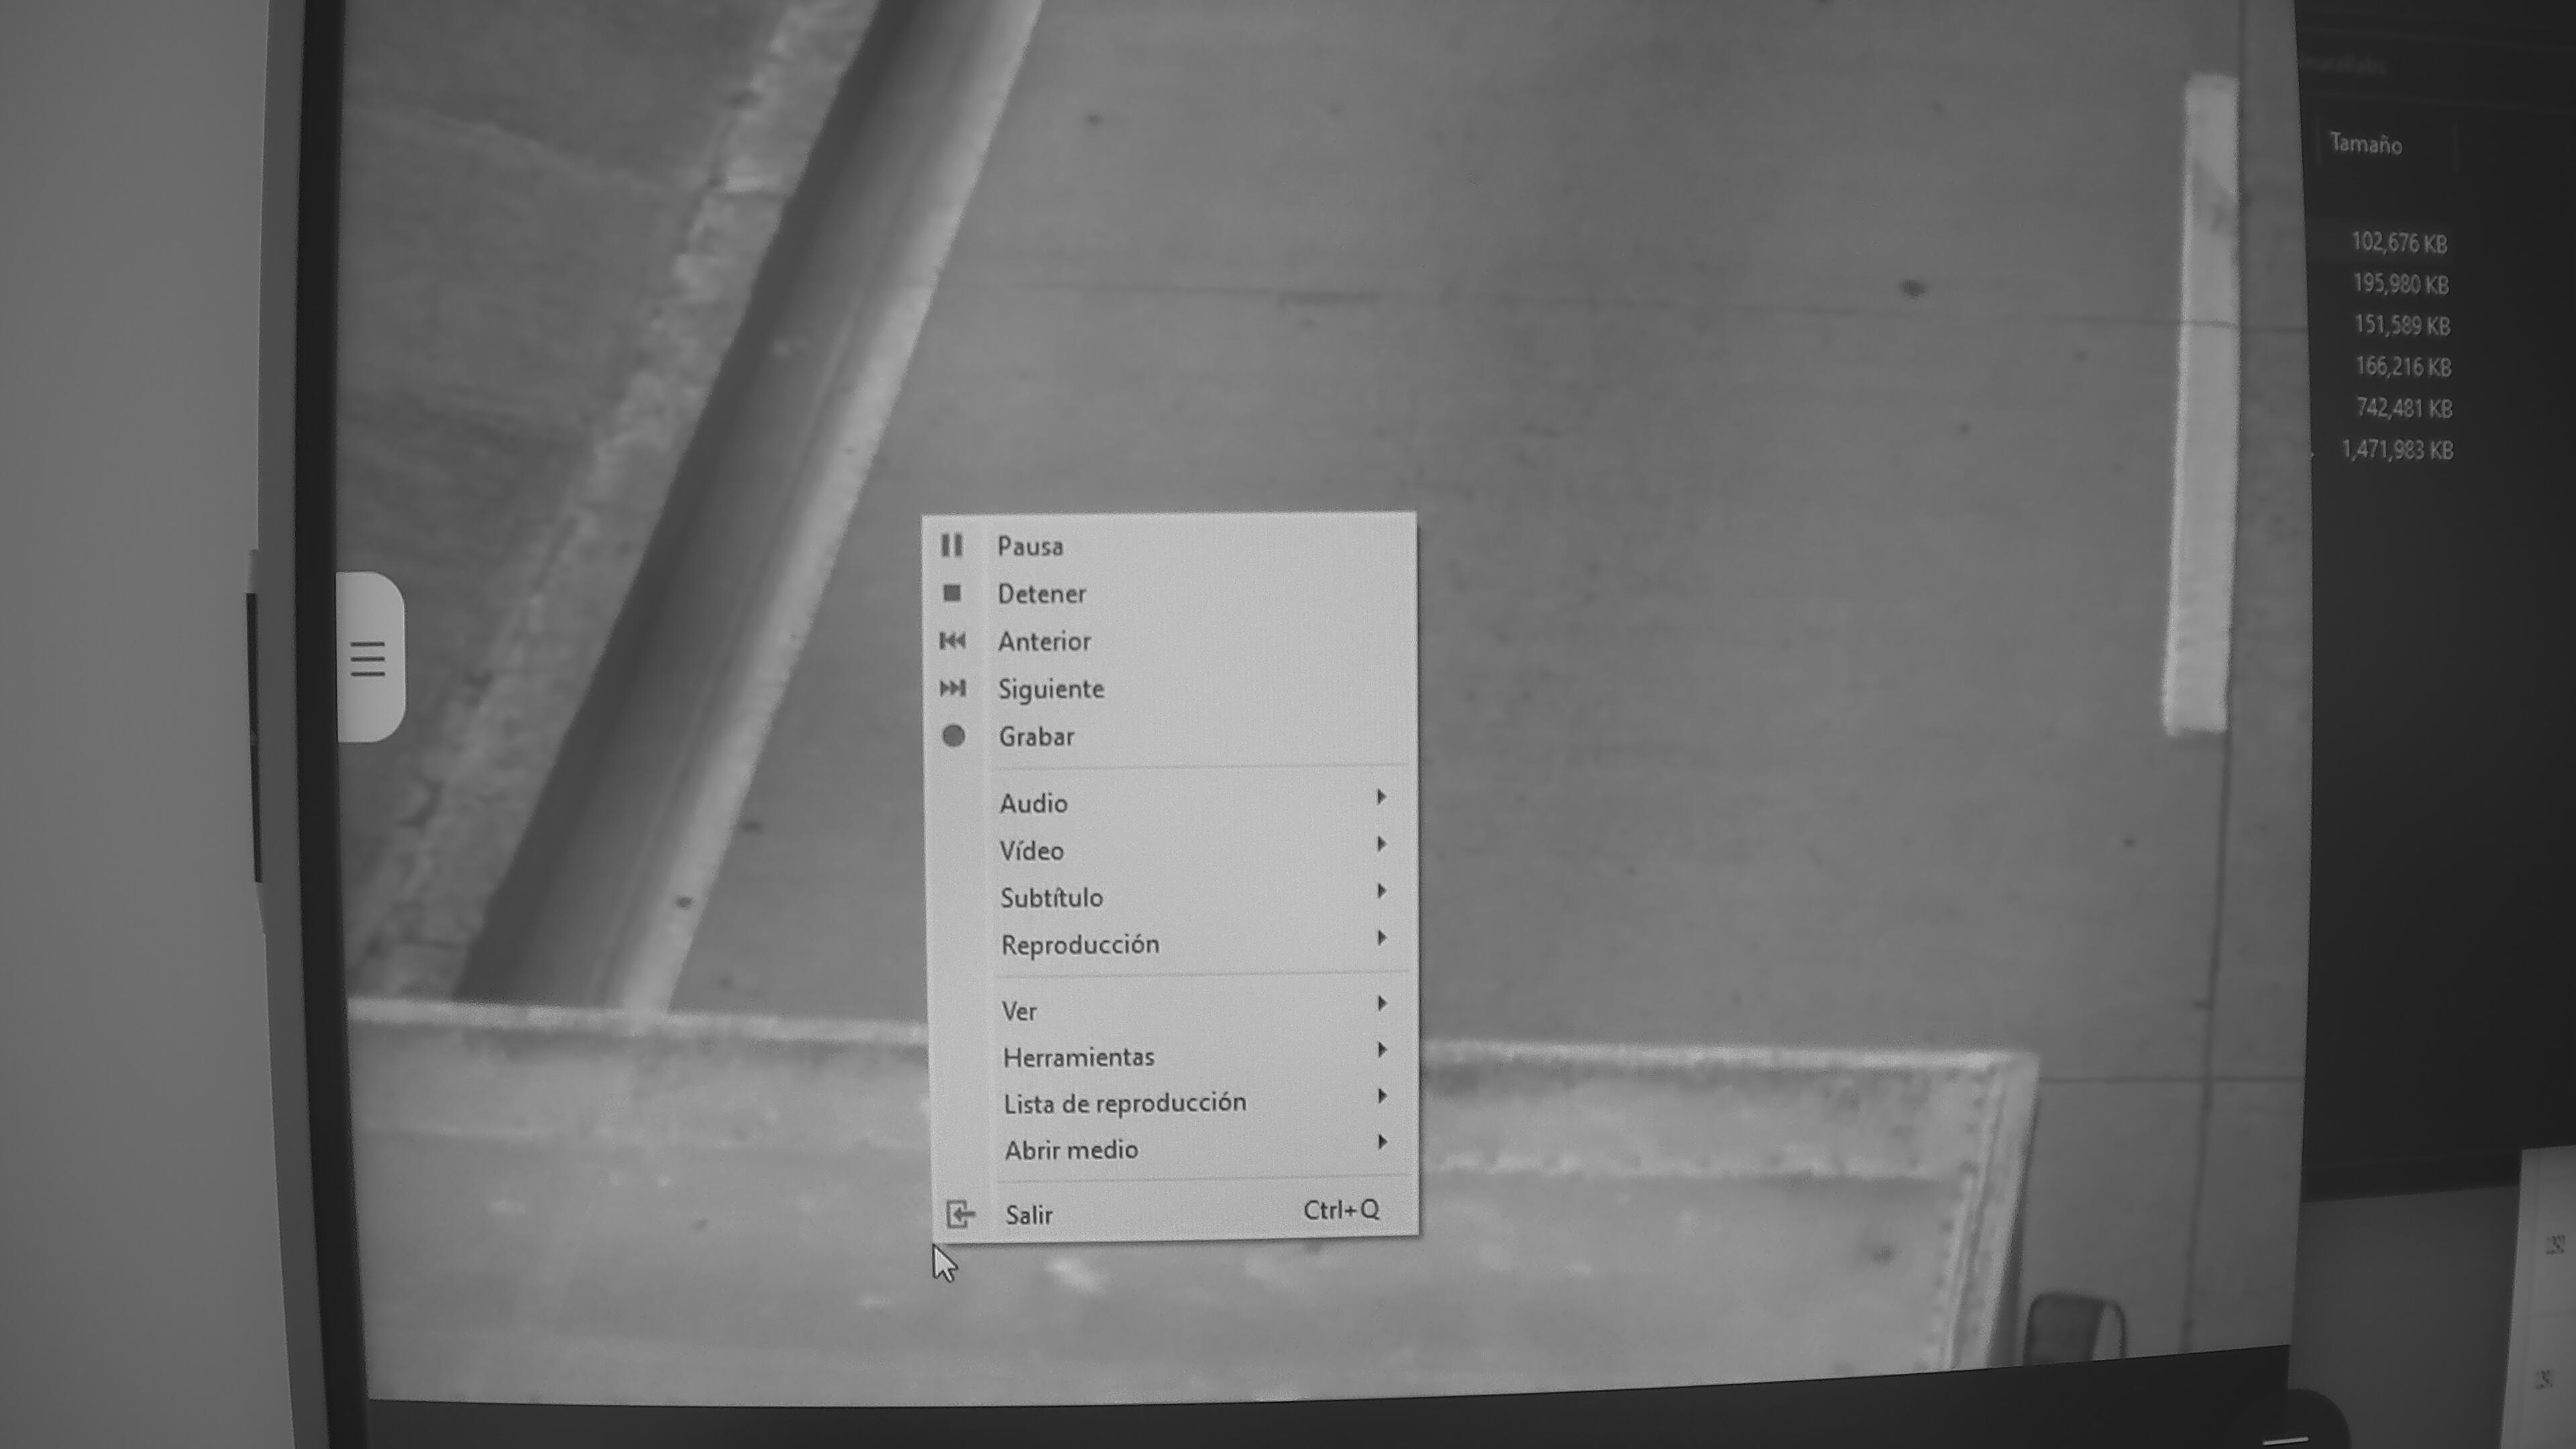 Tamaño
102,676 KB
195,980 KB
151,589 KB
166,216 KB
742,481 KB
1,471,983 KB
Pausa
Detener
Anterior
Siguiente
Grabar
Audio
Vídeo
Subtítulo
Reproducción
Ver
Herramientas
Lista de reproducción
Abrir medio
Salir Ctrl+Q